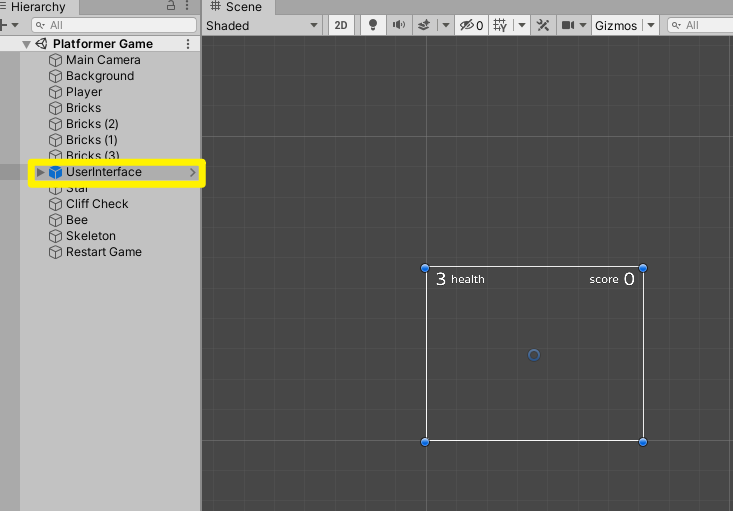 Hierarchy
All
Platformer Game
Main Camera
Background
Player
Bricks
Bricks (2)
Bricks (1)
Bricks (3)
UserInterface
Star
Cliff Check
Bee
Skeleton
Restart Game
Scene
Shaded
2D
0
Gizmos
All
3 health
score 0